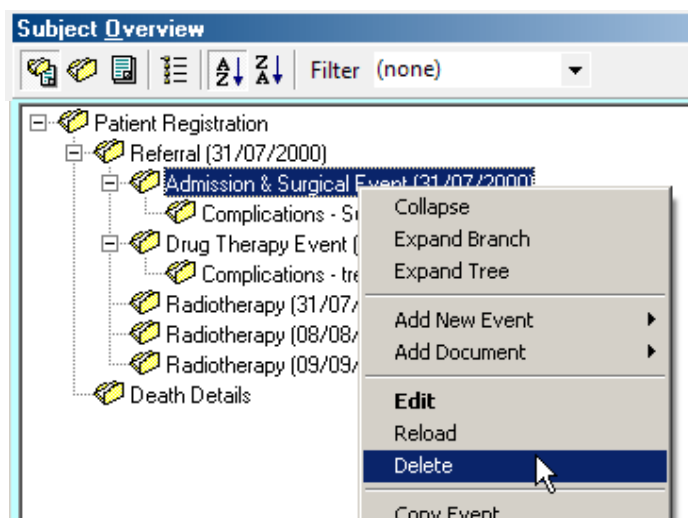 Subject Overview
Filter (none)
Patient Registration
Referral (31/07/2000)
Admission & Surgical Event (31/07/2000)
Complications - S
Drug Therapy Event (
Complications - tre
Radiotherapy (31/07/
Radiotherapy (08/08/
Radiotherapy (09/09/
Death Details
Collapse
Expand Branch
Expand Tree
Add New Event
Add Document
Edit
Reload
Delete
Copy Event